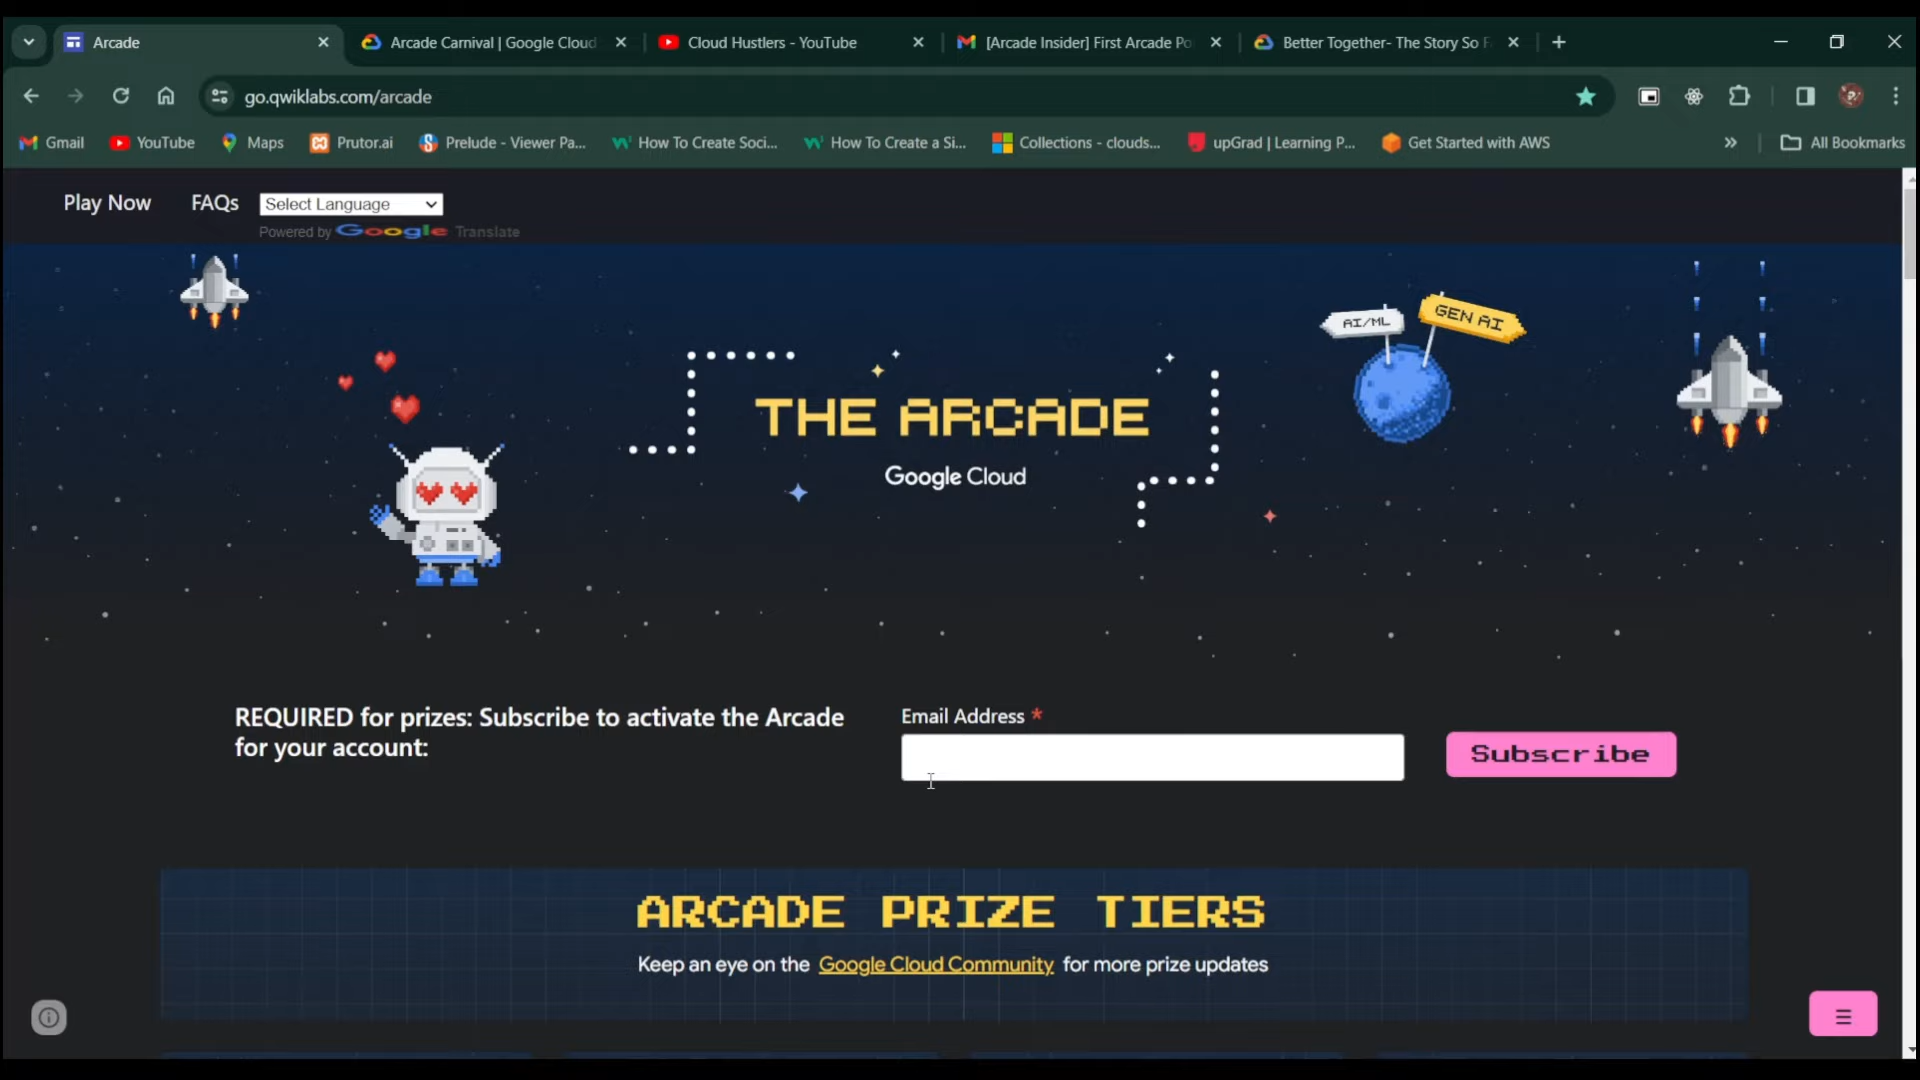 Arcade
Arcade Carnival | Google Cloud
Cloud Hustlers - YouTube
[Arcade Insider] First Arcade Po
Better Together- The Story So F
go.qwiklabs.com/arcade
Gmail
YouTube
Maps
Prutor.ai
Prelude - Viewer Pa...
How To Create Soci...
How To Create a Si...
Collections - clouds...
upGrad | Learning P...
Get Started with AWS
All Bookmarks
Play Now
FAQs
Select Language
Powered by Google Translate
AI/ML
GEN AI
THE ARCADE
Google Cloud
REQUIRED for prizes: Subscribe to activate the Arcade
for your account:
Email Address *
Subscribe
ARCADE PRIZE TIERS
Keep an eye on the Google Cloud Community for more prize updates